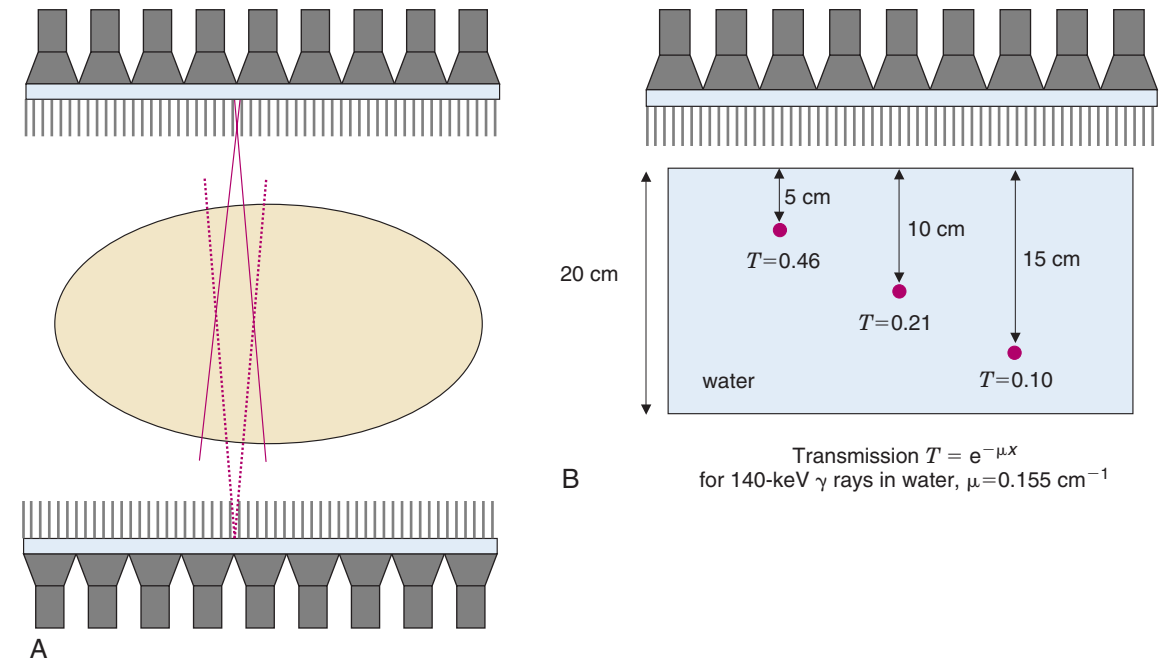 5 cm
10 cm
20 cm
15 cm
T=0.46
T=0.21
water
T=0.10
Transmission T = e⁻μx
for 140-keV γ rays in water, μ=0.155 cm⁻¹
B
A